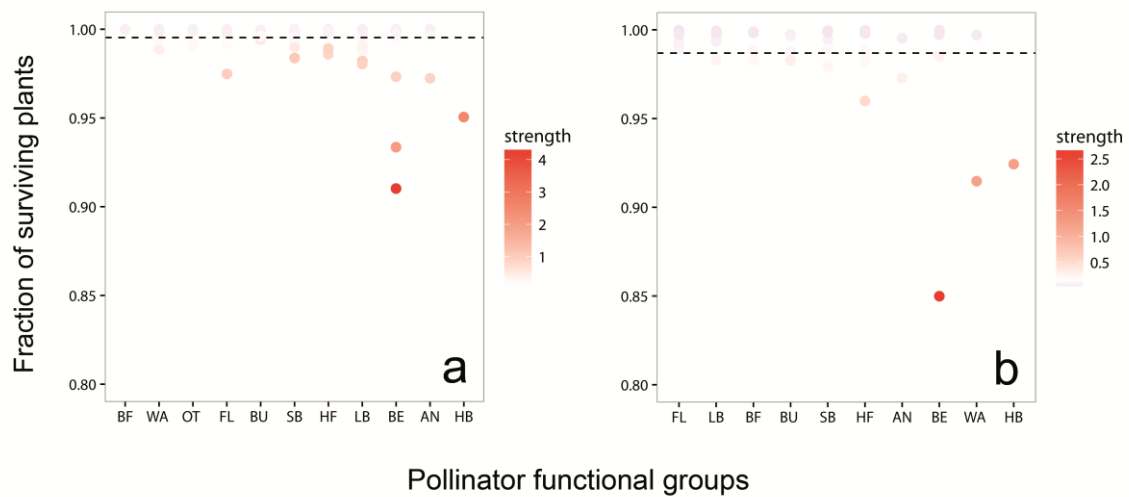 Fraction of surviving plants
1.00
0.95
0.90
0.85
0.80
BF WA OT FL BU SB HF LB BE AN HB
a
strength
4
3
2
1
1.00
0.95
0.90
0.85
0.80
FL LB BF BU SB HF AN BE WA HB
b
strength
2.5
2.0
1.5
1.0
0.5
Pollinator functional groups